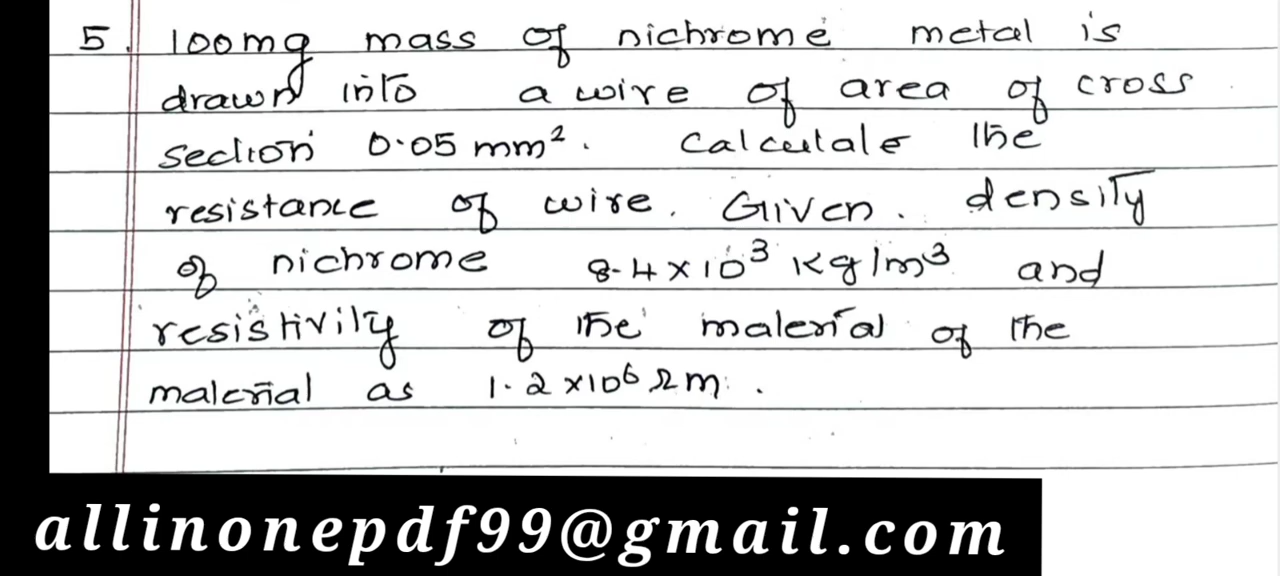 5. 100mg mass of nichrome metal is
drawn into a wire of area of cross
section 0.05 mm². Calculate the
resistance of wire. Given. density
of nichrome 8.4×10³ Kg/m³ and
resistivity of the material of the
material as 1.2×10⁶ Ωm.
allinonepdf99@gmail.com